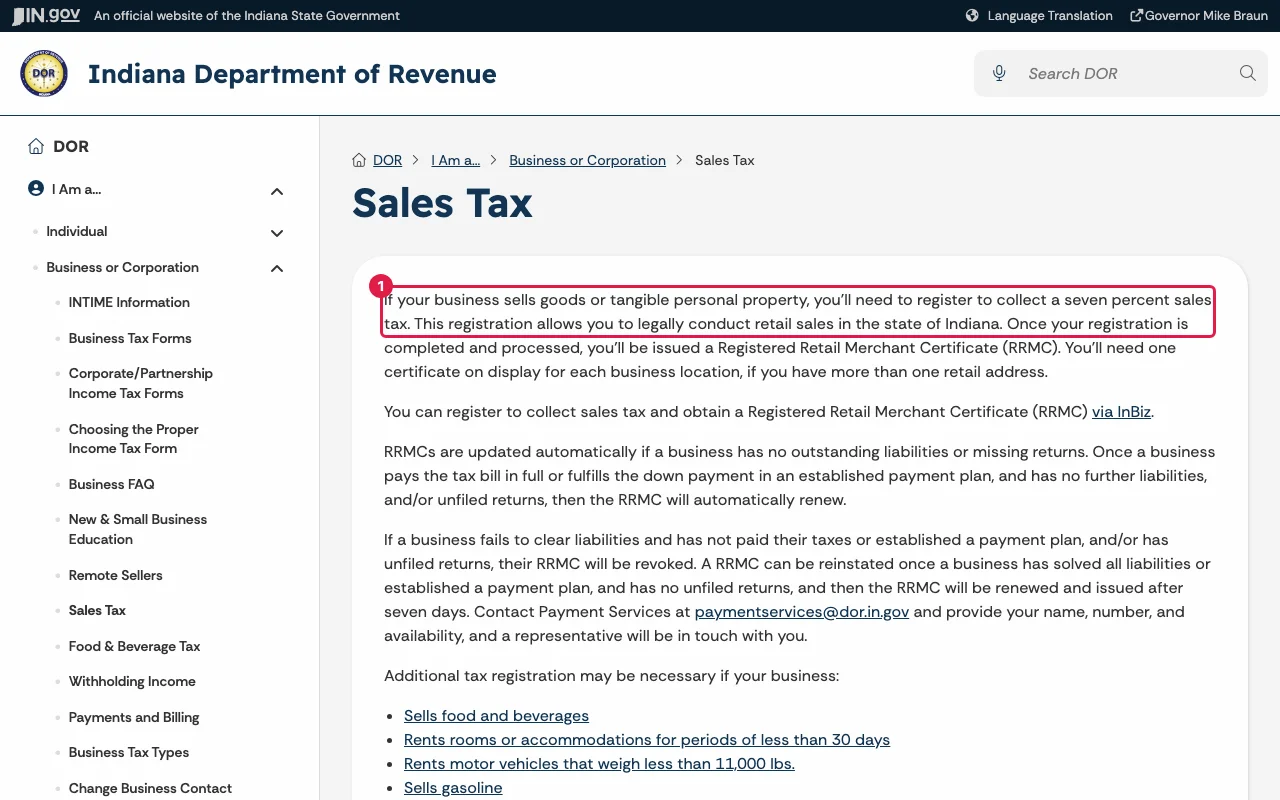 IN.gov An official website of the Indiana State Government
Language Translation
Governor Mike Braun
DOR
Indiana Department of Revenue
Search DOR
DOR
I Am a...
Individual
Business or Corporation
INTIME Information
Business Tax Forms
Corporate/Partnership
Income Tax Forms
Choosing the Proper
Income Tax Form
Business FAQ
New & Small Business
Education
Remote Sellers
Sales Tax
Food & Beverage Tax
Withholding Income
Payments and Billing
Business Tax Types
Change Business Contact
DOR > I Am a... > Business or Corporation > Sales Tax
Sales Tax
1
If your business sells goods or tangible personal property, you'll need to register to collect a seven percent sales
tax. This registration allows you to legally conduct retail sales in the state of Indiana. Once your registration is
completed and processed, you'll be issued a Registered Retail Merchant Certificate (RRMC). You'll need one
certificate on display for each business location, if you have more than one retail address.
You can register to collect sales tax and obtain a Registered Retail Merchant Certificate (RRMC) via InBiz.
RRMCs are updated automatically if a business has no outstanding liabilities or missing returns. Once a business
pays the tax bill in full or fulfills the down payment in an established payment plan, and has no further liabilities,
and/or unfiled returns, then the RRMC will automatically renew.
If a business fails to clear liabilities and has not paid their taxes or established a payment plan, and/or has
unfiled returns, their RRMC will be revoked. A RRMC can be reinstated once a business has solved all liabilities or
established a payment plan, and has no unfiled returns, and then the RRMC will be renewed and issued after
seven days. Contact Payment Services at paymentservices@dor.in.gov and provide your name, number, and
availability, and a representative will be in touch with you.
Additional tax registration may be necessary if your business:
• Sells food and beverages
• Rents rooms or accommodations for periods of less than 30 days
• Rents motor vehicles that weigh less than 11,000 lbs.
• Sells gasoline